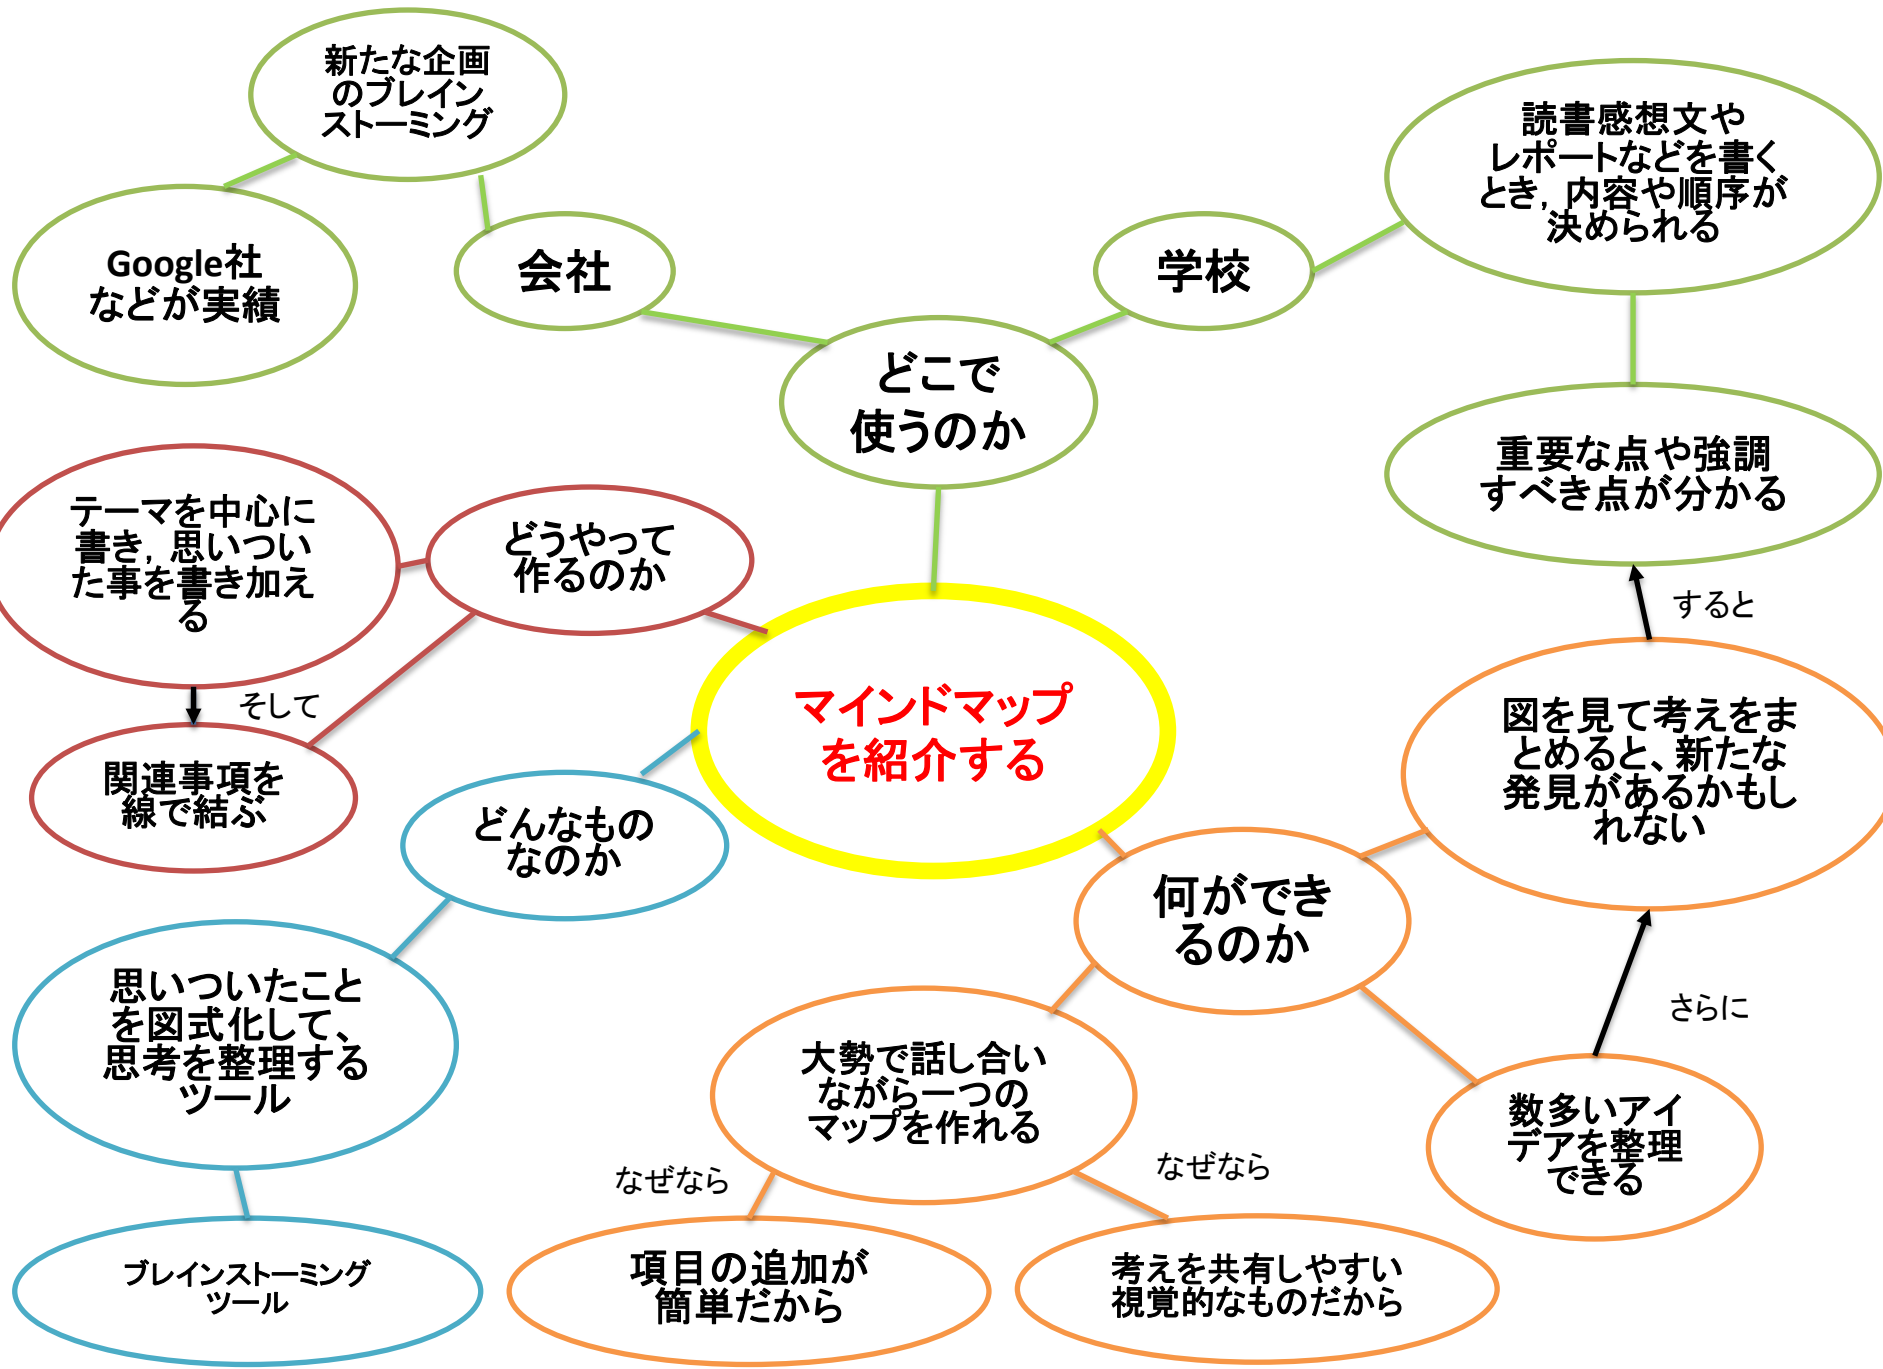 新たな企画
のブレイン
ストーミング
読書感想文や
レポートなどを書く
とき，内容や順序が
決められる
Google社
などが実績
会社
学校
どこで
使うのか
重要な点や強調
すべき点が分かる
テーマを中心に
書き，思いつい
た事を書き加え
る
どうやって
作るのか
すると
そして
マインドマップ
を紹介する
図を見て考えをま
とめると、新たな
発見があるかもし
れない
関連事項を
線で結ぶ
どんなもの
なのか
何ができ
るのか
思いついたこと
を図式化して、
思考を整理する
ツール
さらに
大勢で話し合い
ながら一つの
マップを作れる
数多いアイ
デアを整理
できる
なぜなら
なぜなら
ブレインストーミング
ツール
項目の追加が
簡単だから
考えを共有しやすい
視覚的なものだから